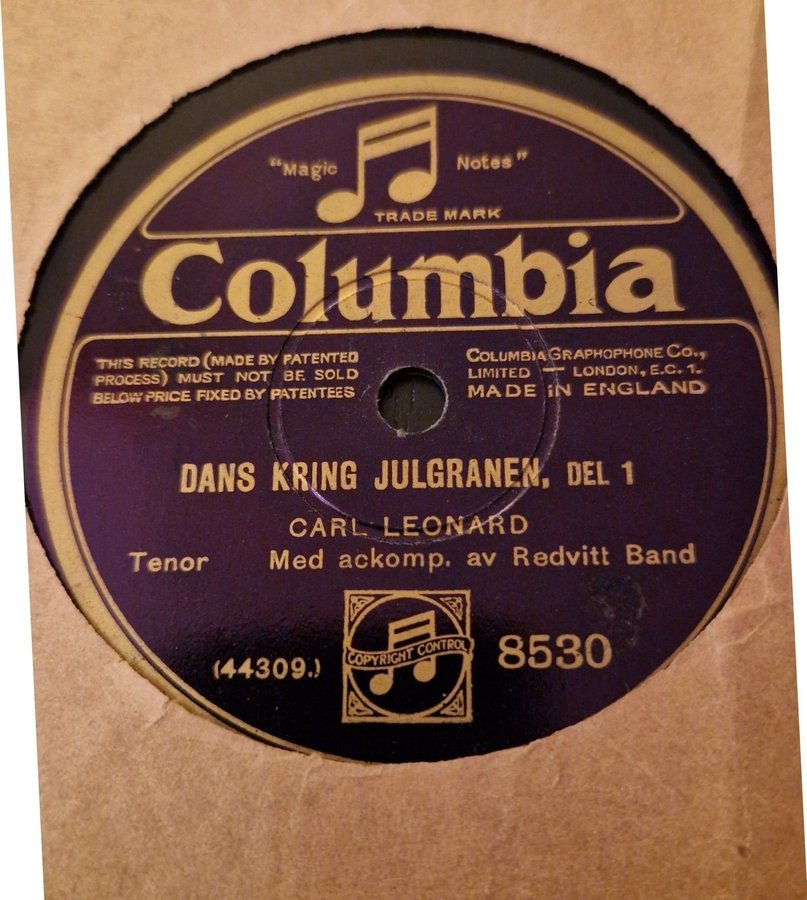 "Magic Notes"
TRADE MARK
Columbia
THIS RECORD (MADE BY PATENTED
PROCESS) MUST NOT BE SOLD
BELOW PRICE FIXED BY PATENTEES
COLUMBIA GRAPHOPHONE CO.,
LIMITED — LONDON, E.C. 1.
MADE IN ENGLAND
DANS KRING JULGRANEN, DEL 1
CARL LEONARD
Tenor Med ackomp. av Redvitt Band
COPYRIGHT CONTROL
(44309.) 8530